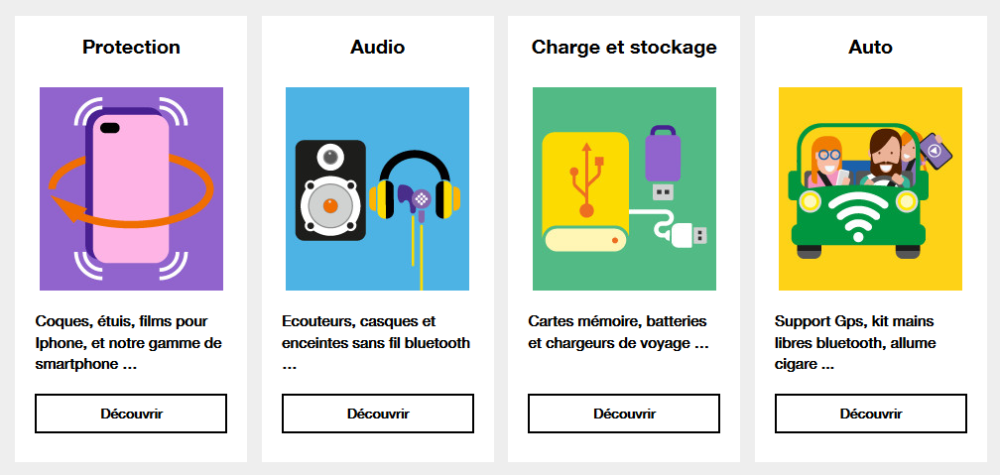 Protection
Coques, étuis, films pour
Iphone, et notre gamme de
smartphone …
Découvrir
Audio
Ecouteurs, casques et
enceintes sans fil bluetooth
…
Découvrir
Charge et stockage
Cartes mémoire, batteries
et chargeurs de voyage …
Découvrir
Auto
Support Gps, kit mains
libres bluetooth, allume
cigare ...
Découvrir